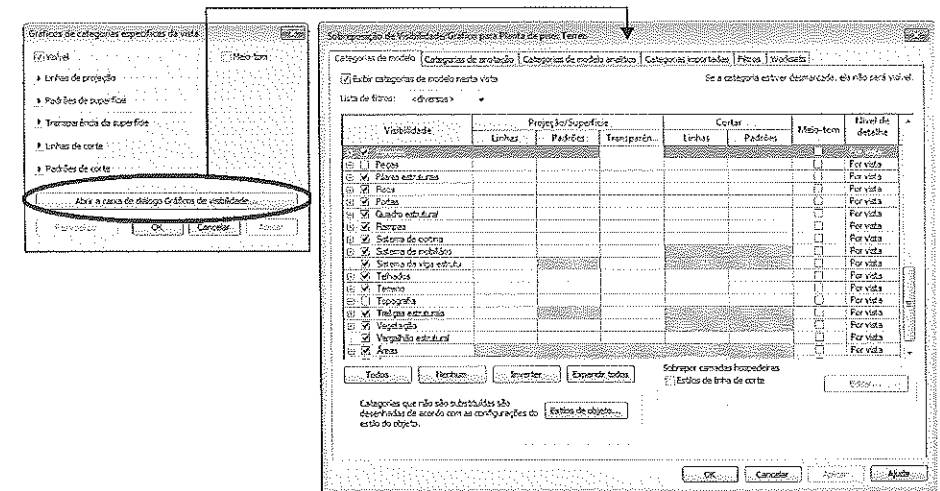 Gráficos de categorias específicas da vista
Visível
Meio-tom
Linhas de projeção
Padrões de superfície
Transparência da superfície
Linhas de corte
Padrões de corte
Abrir a caixa de diálogo Gráficos de visibilidade...
OK
Cancelar
Aplicar
Sobreposição de Visibilidade/Gráfico para Planta de piso: Terreo
Categorias de modelo
Categorias de anotação
Categorias de modelo analítico
Categorias importadas
Filtros
Worksets
Exibir categorias de modelo nesta vista
Se a categoria estiver desmarcada, ela não será visível.
Lista de filtros:
<diversos>
Visibilidade
Projeção/Superfície
Cortar
Meio-tom
Nível de detalhe
Linhas
Padrões
Transparên...
Linhas
Padrões
Peças
Por vista
Pilares estruturais
Por vista
Pisos
Por vista
Portas
Por vista
Quadro estrutural
Por vista
Rampas
Por vista
Sistema de cortina
Por vista
Sistema de mobiliário
Por vista
Sistema da viga estrutu
Por vista
Telhados
Por vista
Terreno
Por vista
Topografia
Por vista
Treliças estruturais
Por vista
Vegetação
Por vista
Vergalhão estrutural
Por vista
Áreas
Por vista
Todos
Nenhum
Inverter
Expandir todos
Sobrepor camadas hospedeiras
Estilos de linha de corte
Editar...
Categorias que não são substituídas são
desenhadas de acordo com as configurações do
estilo do objeto.
Estilos de objeto...
OK
Cancelar
Aplicar
Ajuda